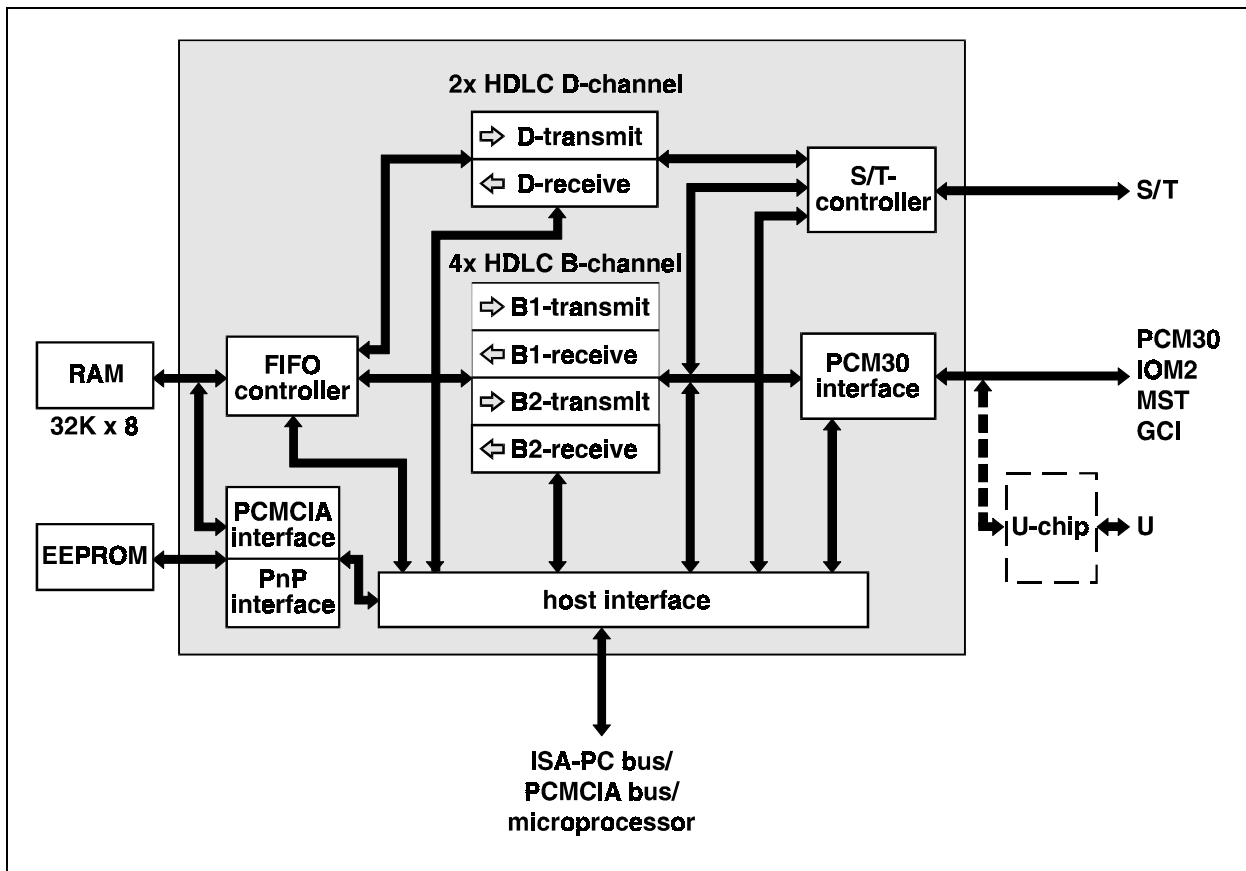 2x HDLC D-channel
D-transmit
D-receive
S/T-
controller
S/T
4x HDLC B-channel
B1-transmit
B1-receive
B2-transmit
B2-receive
RAM
32K x 8
FIFO
controller
PCM30
interface
PCM30
IOM2
MST
GCI
PCMCIA
interface
EEPROM
PnP
interface
U-chip
U
host interface
ISA-PC bus/
PCMCIA bus/
microprocessor